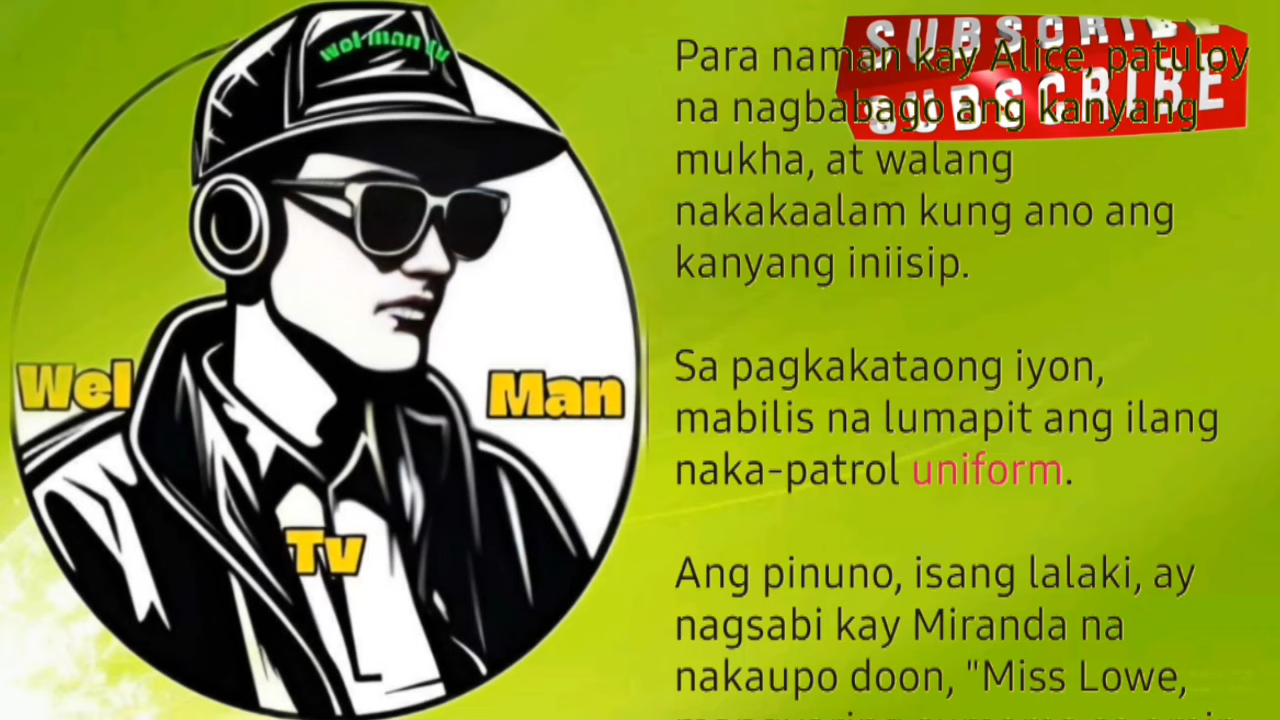 wel man tv
Wel
Man
Tv
SUBSCRIBE
SUBSCRIBE
Para naman kay Alice, patuloy
na nagbabago ang kanyang
mukha, at walang
nakakaalam kung ano ang
kanyang iniisip.
Sa pagkakataong iyon,
mabilis na lumapit ang ilang
naka-patrol uniform.
Ang pinuno, isang lalaki, ay
nagsabi kay Miranda na
nakaupo doon, "Miss Lowe,